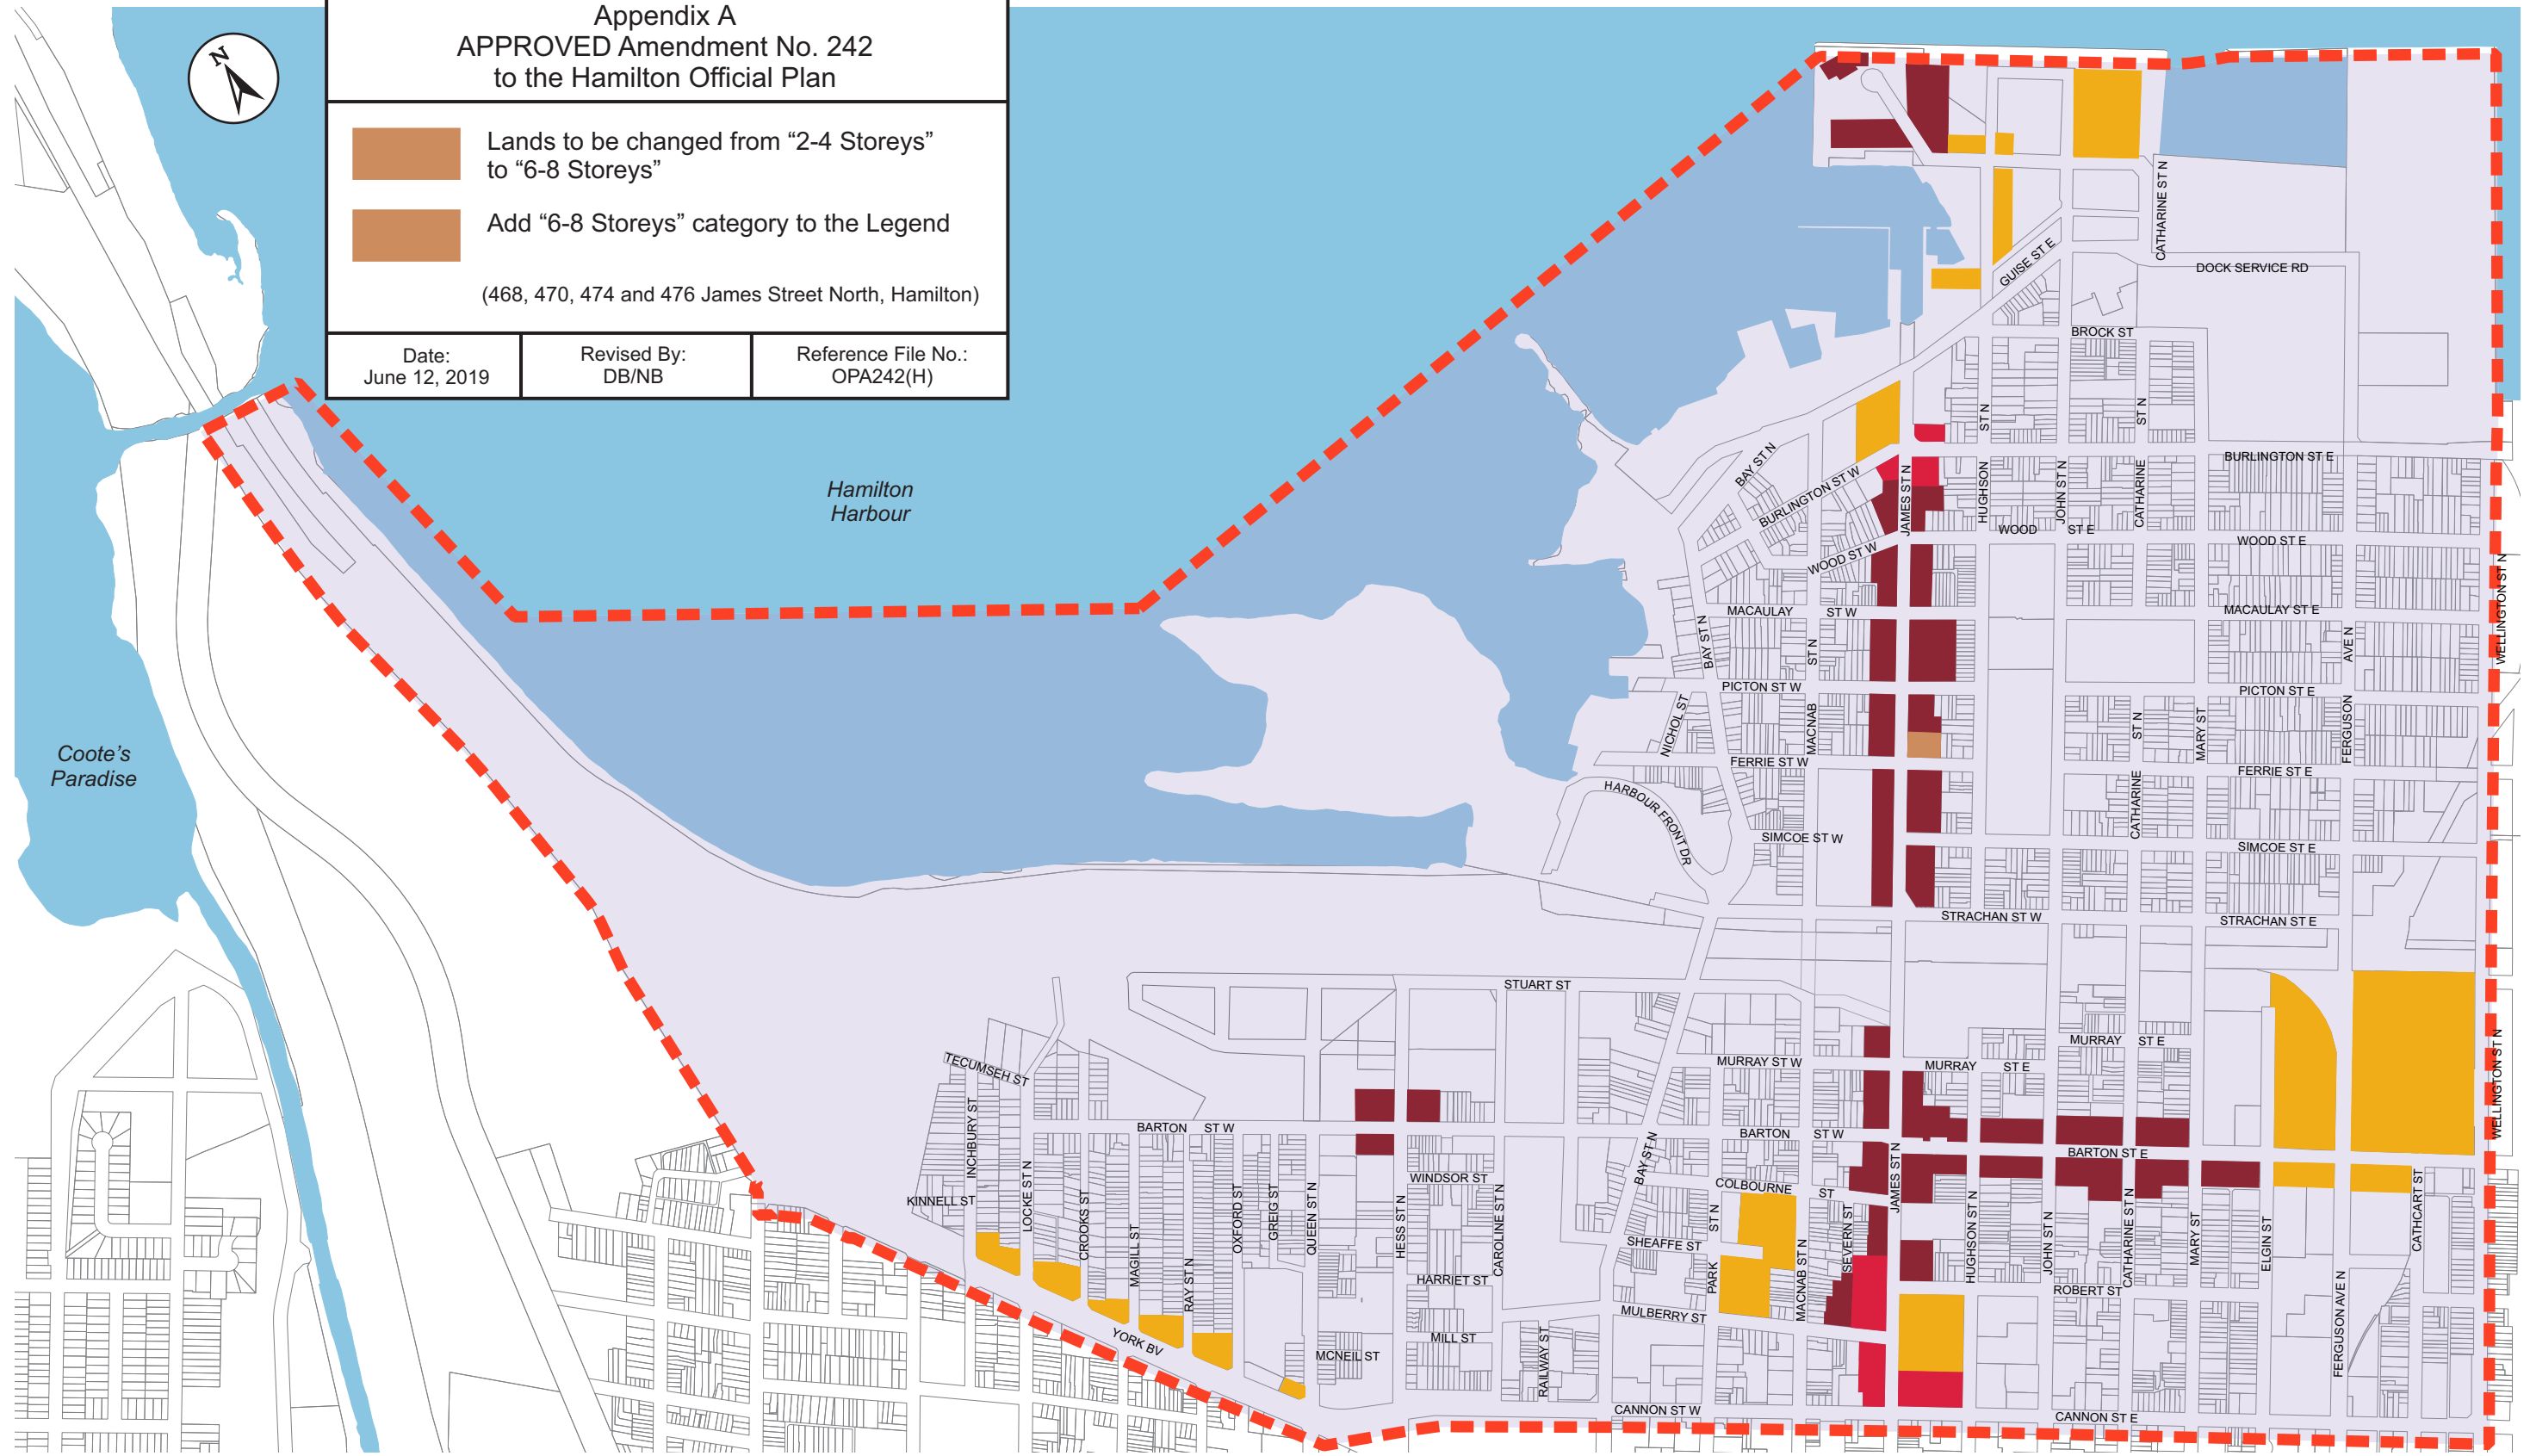 Appendix A
APPROVED Amendment No. 242
to the Hamilton Official Plan
N
Lands to be changed from “2-4 Storeys”
to “6-8 Storeys”
Add “6-8 Storeys” category to the Legend
(468, 470, 474 and 476 James Street North, Hamilton)
Date:
June 12, 2019
Revised By:
DB/NB
Reference File No.:
OPA242(H)
Hamilton
Harbour
Coote’s
Paradise
CATHARINE ST N
GUISE ST E
DOCK SERVICE RD
BROCK ST
ST N
ST N
BAY ST N
BURLINGTON ST W
JAMES ST N
HUGHSON
JOHN ST N
CATHARINE
BURLINGTON ST E
WOOD ST E
WOOD ST E
WOOD ST W
WELLINGTON ST N
MACAULAY ST W
MACAULAY ST E
BAY ST N
ST N
AVE N
PICTON ST W
PICTON ST E
NICHOL ST
MACNAB
ST N
MARY ST
FERGUSON
FERRIE ST W
FERRIE ST E
HARBOUR FRONT DR
CATHARINE
SIMCOE ST W
SIMCOE ST E
STRACHAN ST W
STRACHAN ST E
STUART ST
TECUMSEH ST
MURRAY ST W
MURRAY ST E
MURRAY ST E
WELLINGTON ST N
INCHBURY ST
BARTON ST W
BARTON ST W
BARTON ST E
BAY ST N
JAMES ST N
KINNELL ST
LOCKE ST N
CROOKS ST
MAGILL ST
RAY ST N
OXFORD ST
GREIG ST
QUEEN ST N
HESS ST N
WINDSOR ST
CAROLINE ST N
COLBOURNE ST
ST N
SHEAFFE ST
PARK
MACNAB ST N
SEVERN ST
HUGHSON ST N
JOHN ST N
CATHARINE ST N
MARY ST
ELGIN ST
CATHCART ST
FERGUSON AVE N
HARRIET ST
ROBERT ST
MULBERRY ST
YORK BV
MILL ST
MCNEIL ST
RAILWAY ST
CANNON ST W
CANNON ST E